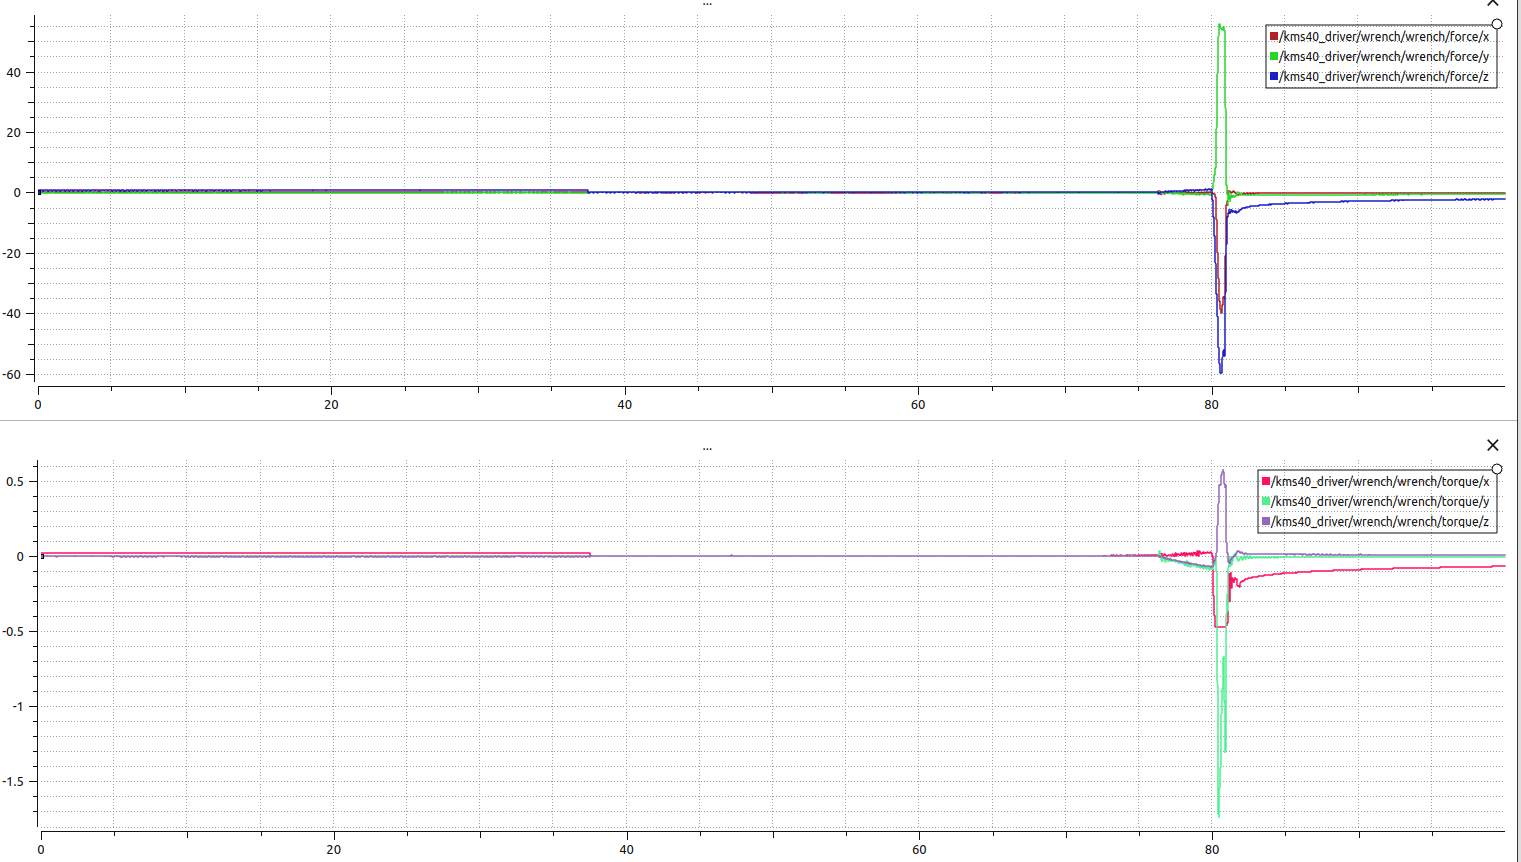 ...
/kms40_driver/wrench/wrench/force/x
/kms40_driver/wrench/wrench/force/y
/kms40_driver/wrench/wrench/force/z
40
20
0
-20
-40
-60
0 20 40 60 80
...
/kms40_driver/wrench/wrench/torque/x
/kms40_driver/wrench/wrench/torque/y
/kms40_driver/wrench/wrench/torque/z
0.5
0
-0.5
-1
-1.5
0 20 40 60 80